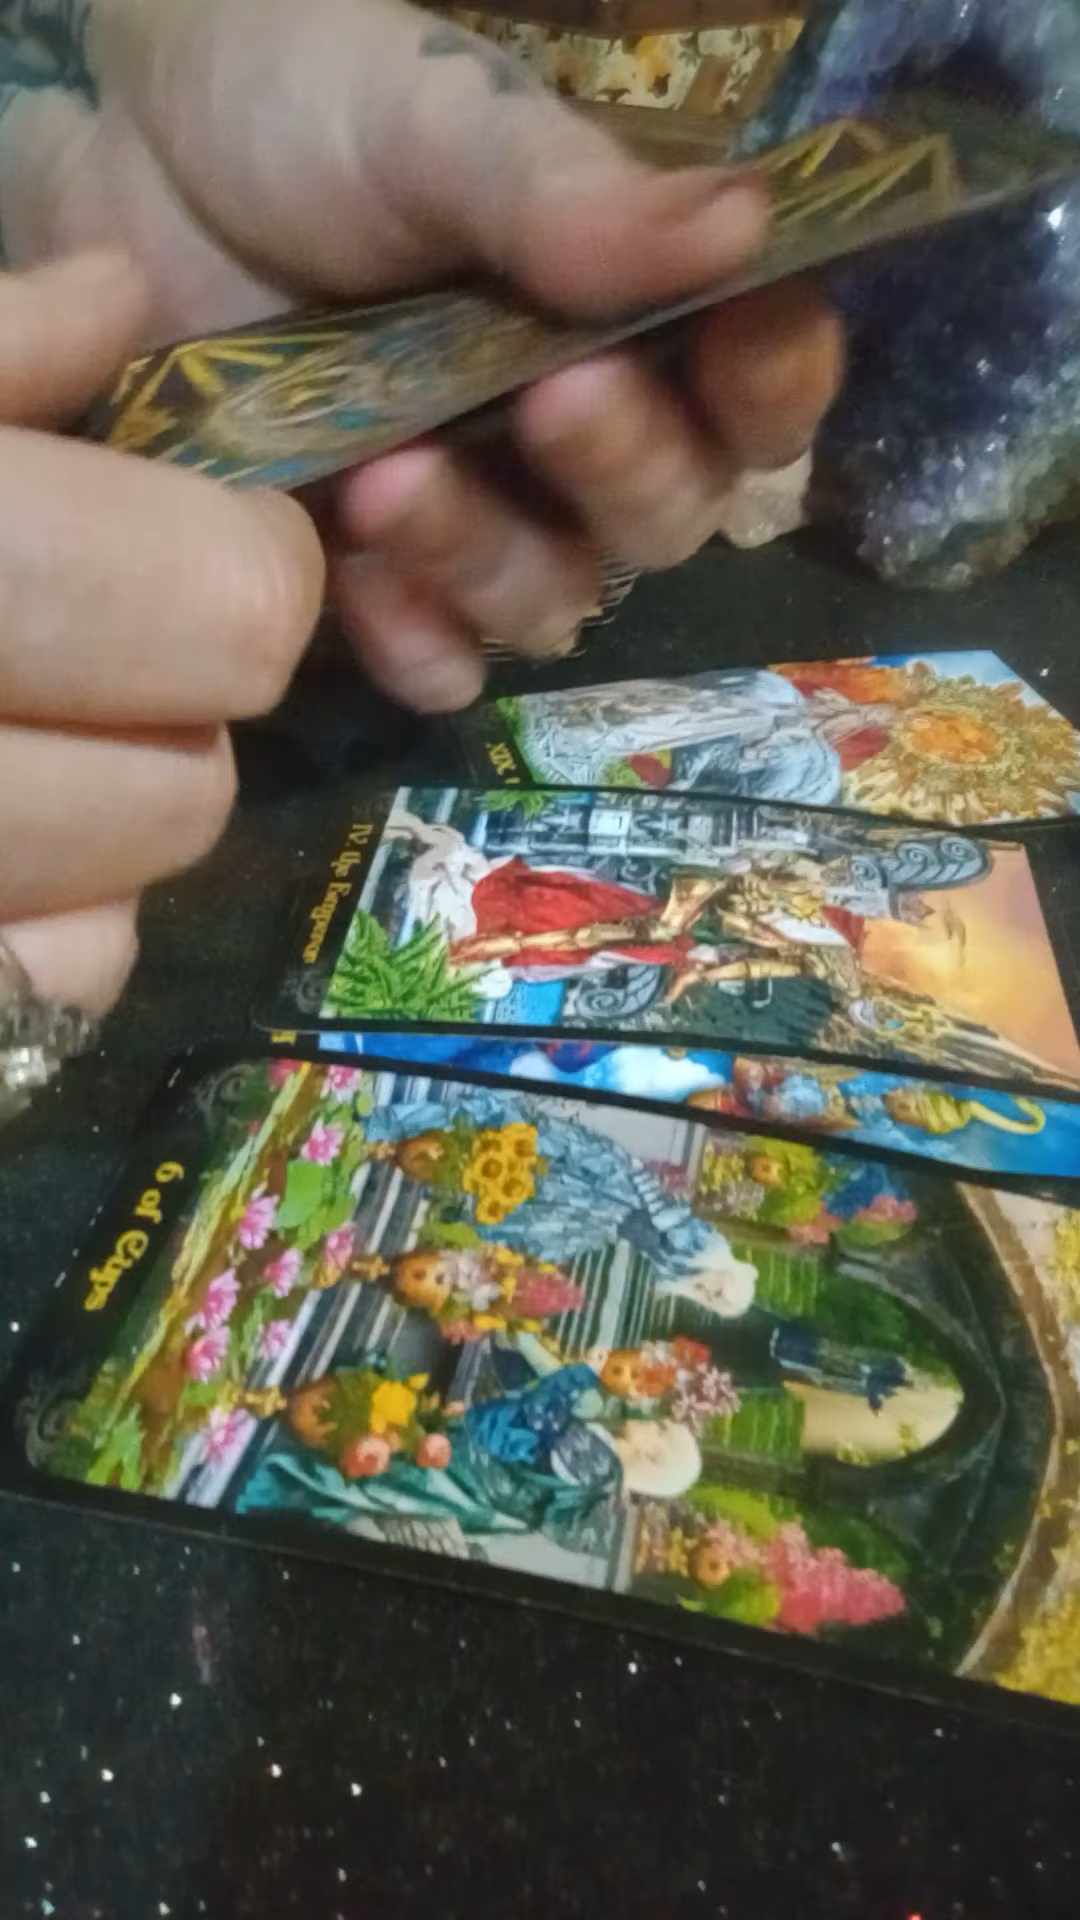 XIX.
IV. The Emperor
6 of Cups